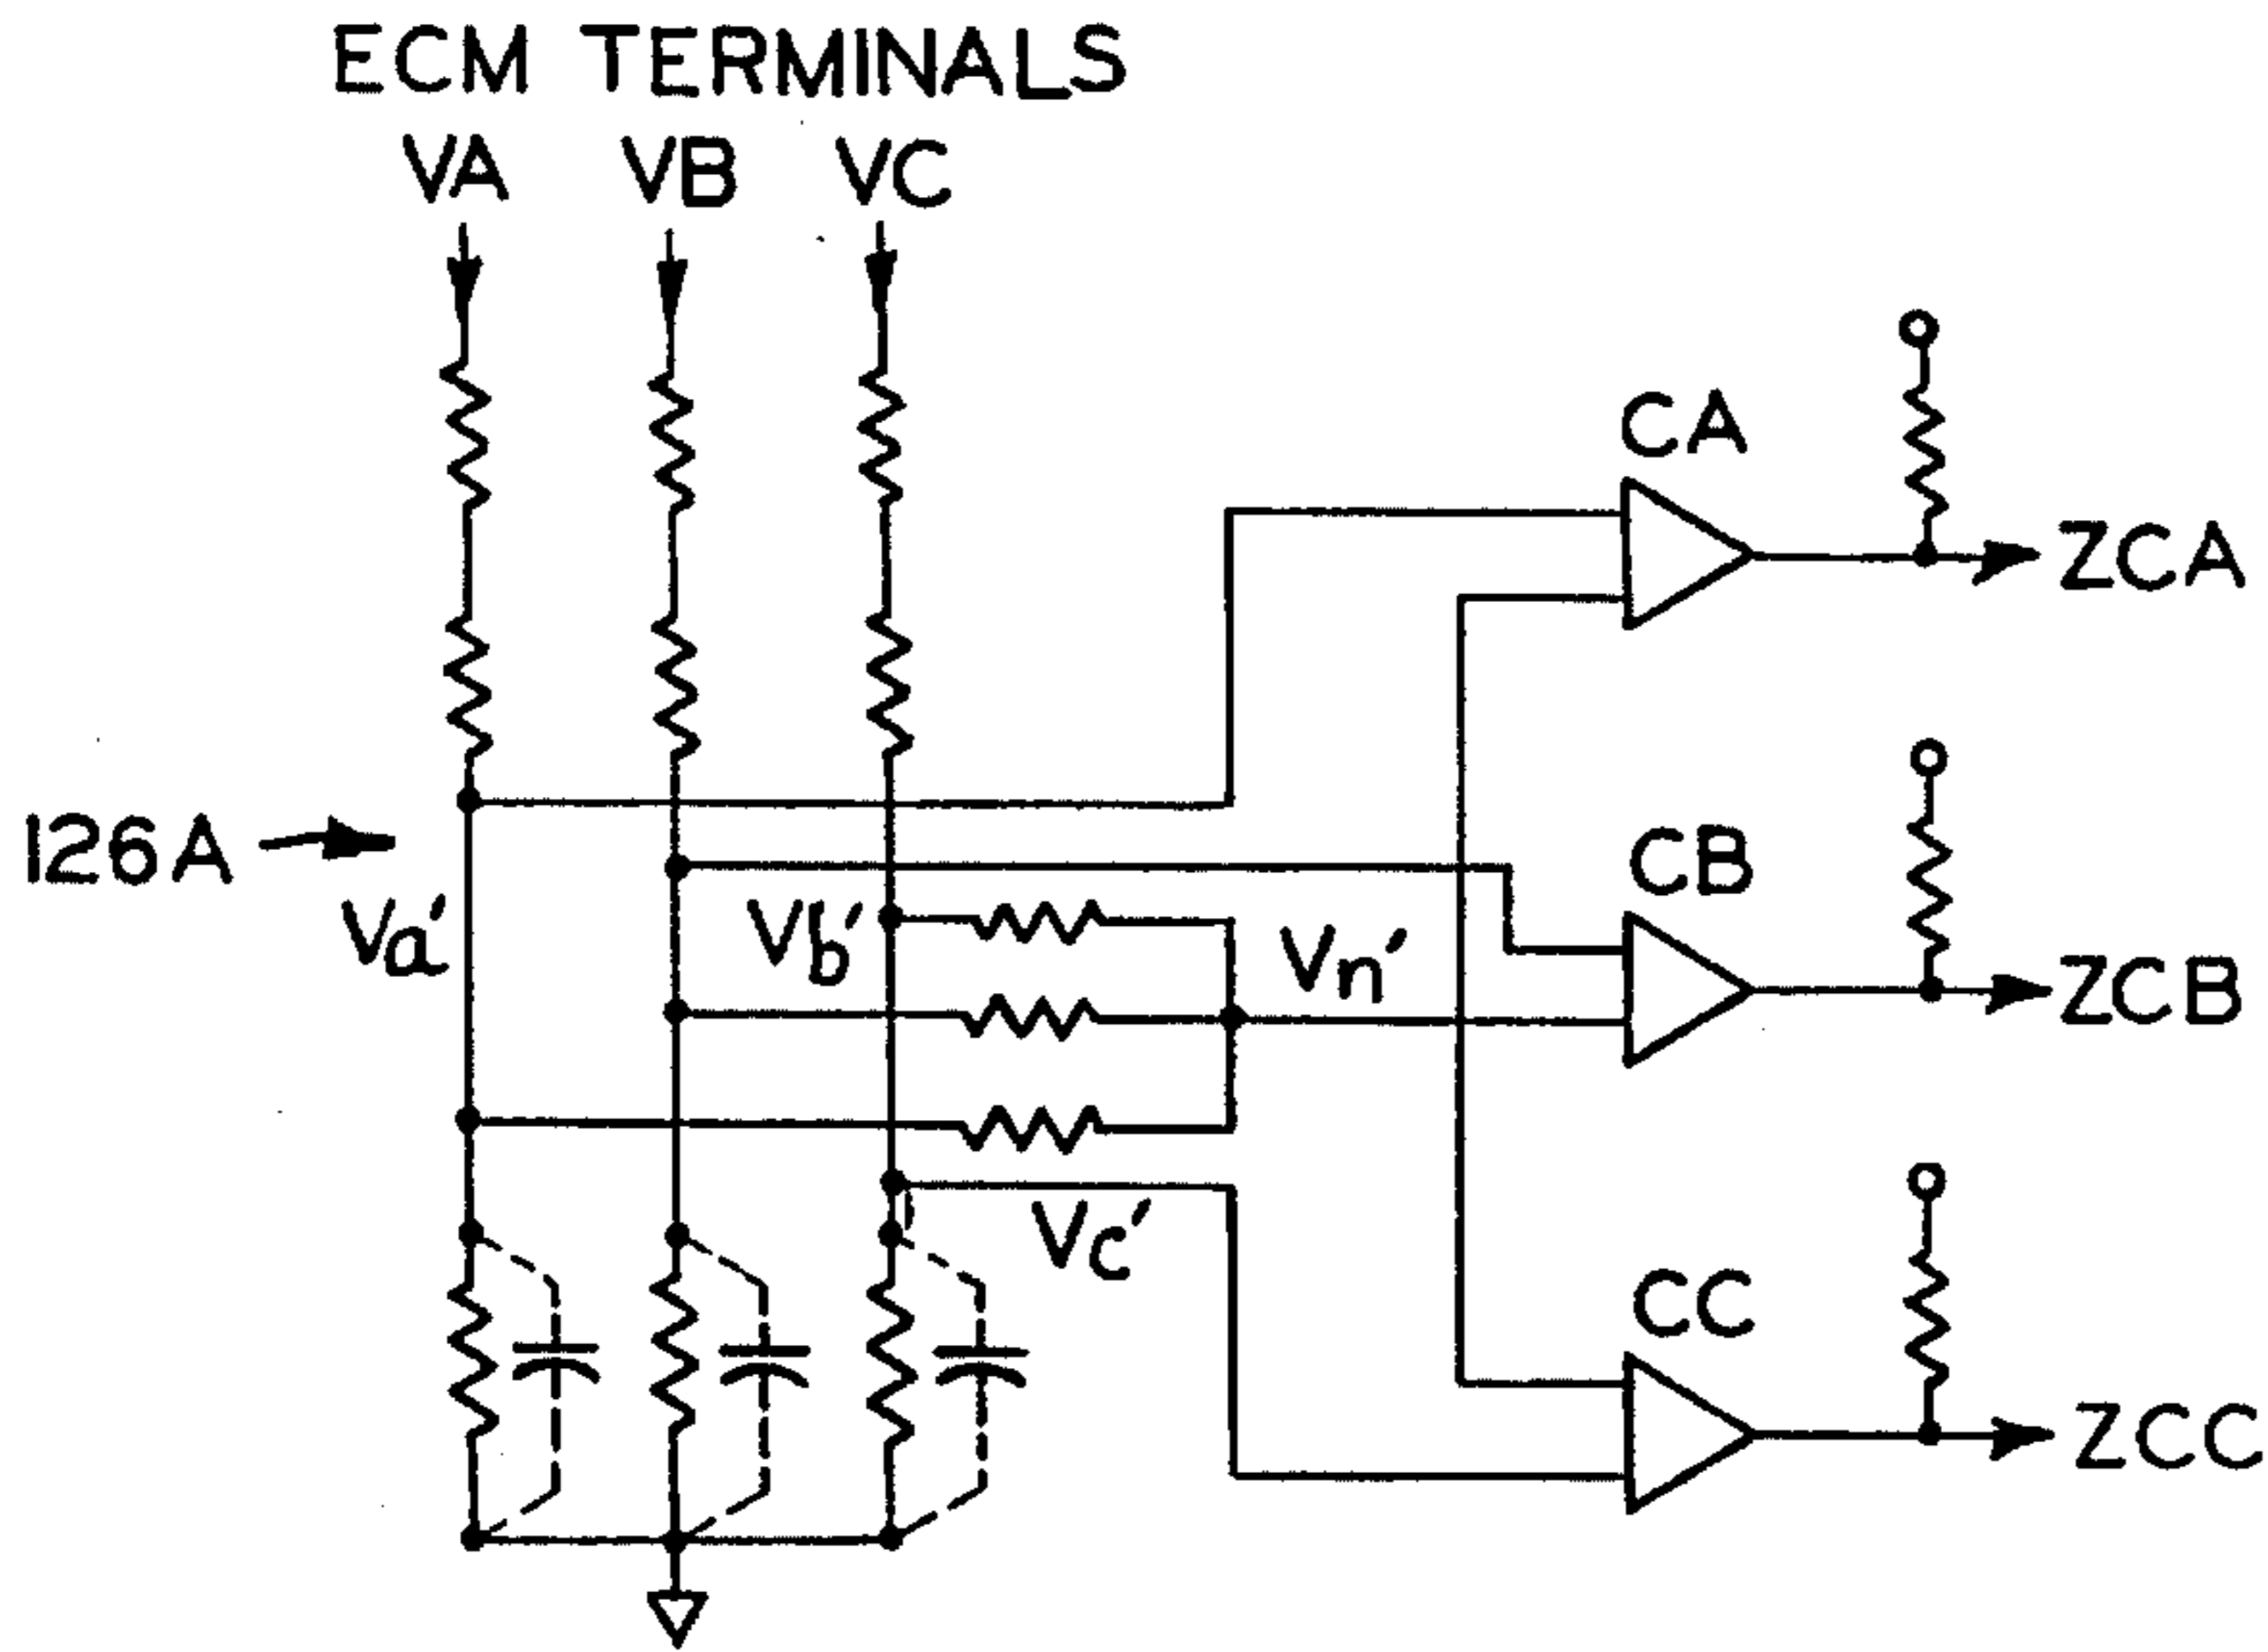 ECM TERMINALS
VA VB VC
CA
ZCA
126A
CB
Va' Vb' Vn'
ZCB
Vc'
CC
ZCC